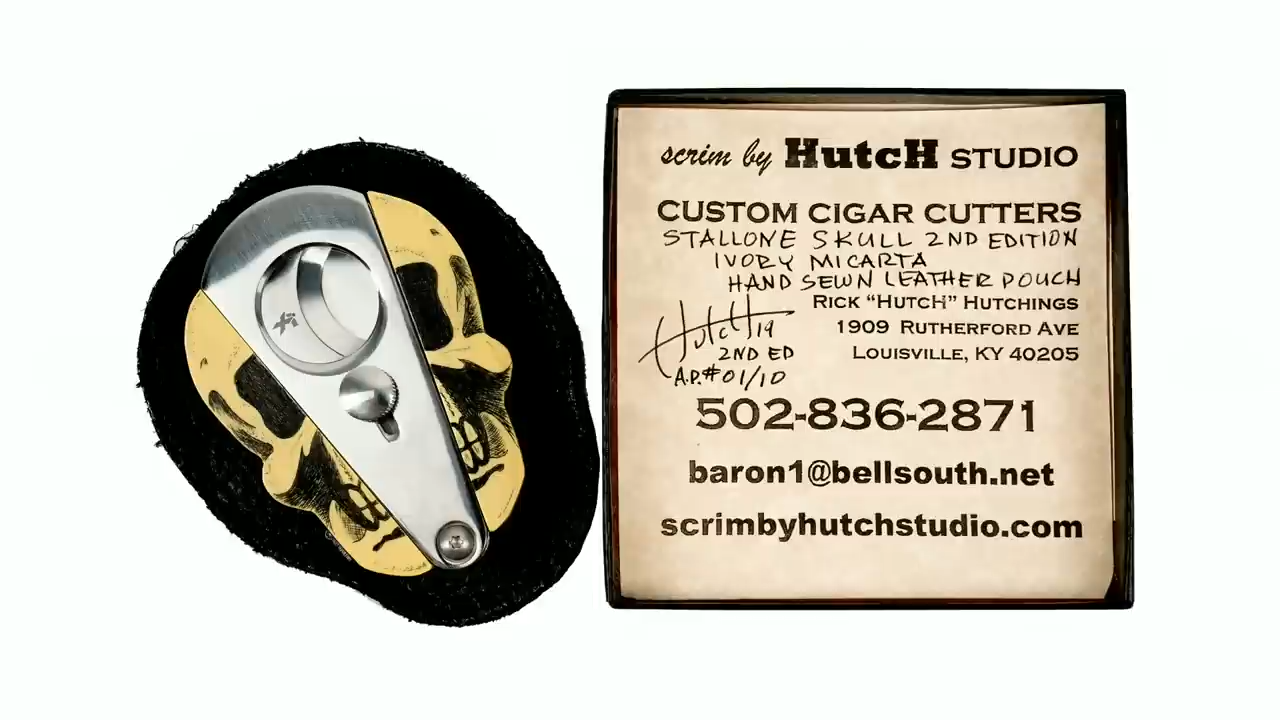 scrim by HutcH STUDIO
CUSTOM CIGAR CUTTERS
STALLONE SKULL 2ND EDITION
IVORY MICARTA
HAND SEWN LEATHER POUCH
RICK "HUTCH" HUTCHINGS
HutcH 19
1909 RUTHERFORD AVE
2ND ED
LOUISVILLE, KY 40205
A.P.# 01/10
502-836-2871
baron1@bellsouth.net
scrimbyhutchstudio.com